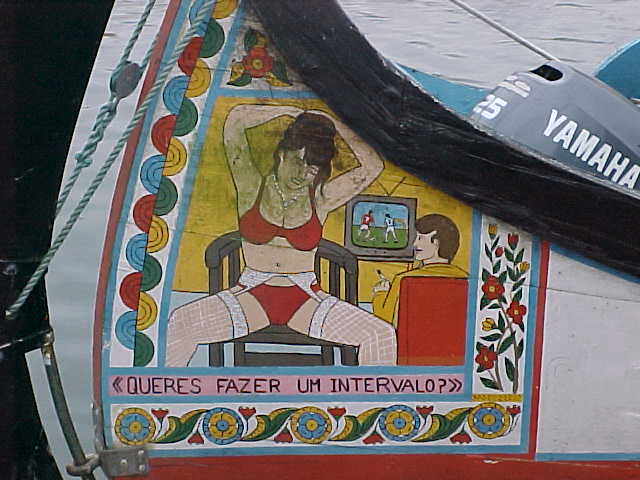 25
YAMAHA
«QUERES FAZER UM INTERVALO?»